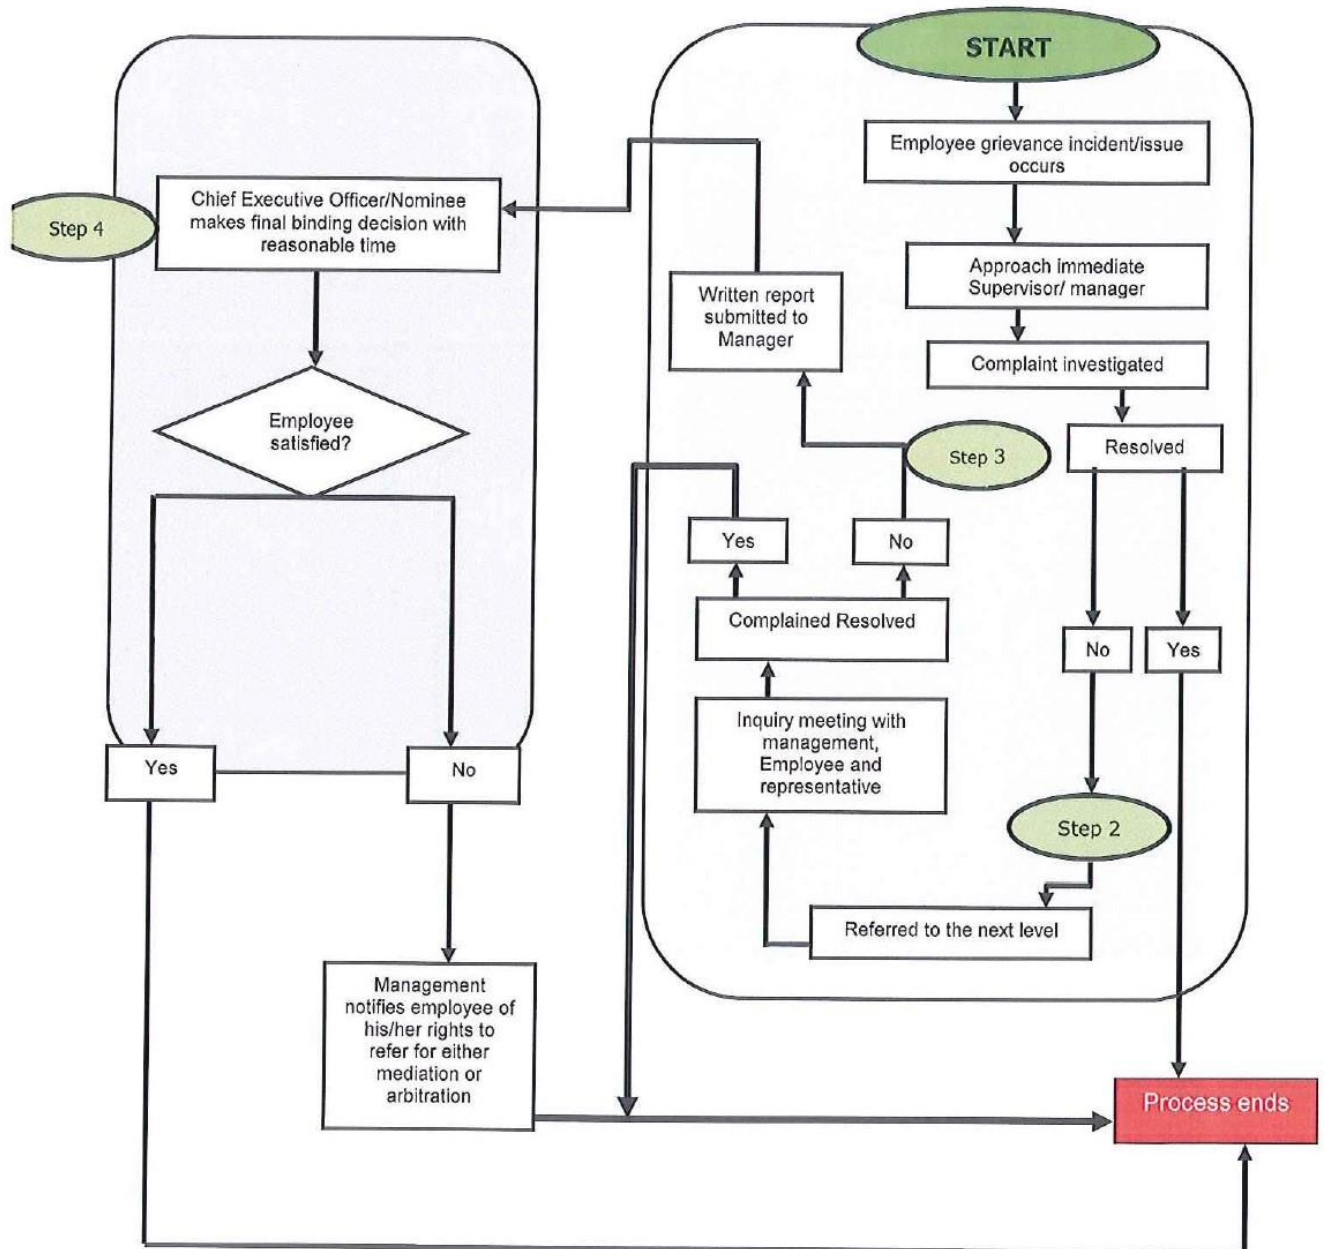 START
Employee grievance incident/issue
occurs
Approach immediate
Supervisor/ manager
Complaint investigated
Resolved
No
Yes
Step 2
Referred to the next level
Inquiry meeting with
management,
Employee and
representative
Complained Resolved
Yes
No
Step 3
Written report
submitted to
Manager
Step 4
Chief Executive Officer/Nominee
makes final binding decision with
reasonable time
Employee
satisfied?
Yes
No
Management
notifies employee of
his/her rights to
refer for either
mediation or
arbitration
Process ends